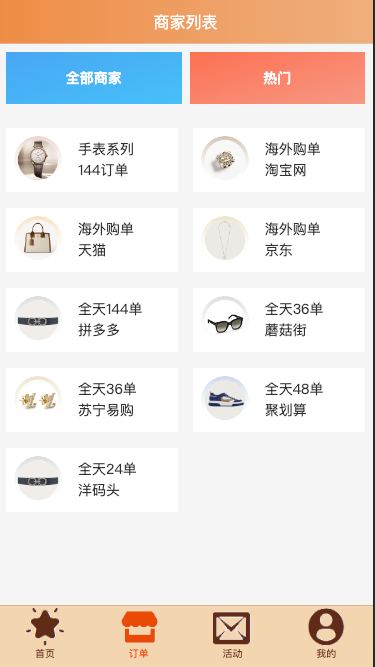 商家列表
全部商家
热门
手表系列
144订单
海外购单
淘宝网
海外购单
天猫
海外购单
京东
全天144单
拼多多
全天36单
蘑菇街
全天36单
苏宁易购
全天48单
聚划算
全天24单
洋码头
首页
订单
活动
我的